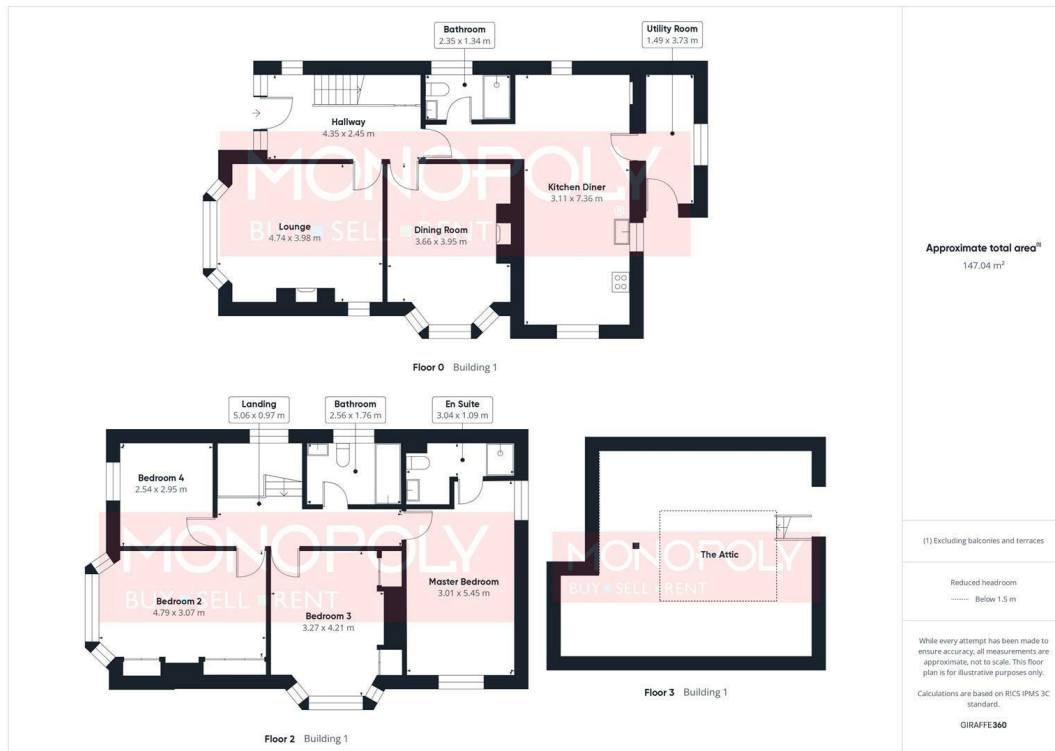 Bathroom
2.35 x 1.34 m
Utility Room
1.49 x 3.73 m
Hallway
4.35 x 2.45 m
MONOPOLY
BUY SELL RENT
®
Kitchen Diner
3.11 x 7.36 m
Lounge
4.74 x 3.98 m
Dining Room
3.66 x 3.95 m
Floor 0 Building 1
Landing
5.06 x 0.97 m
Bathroom
2.56 x 1.76 m
En Suite
3.04 x 1.09 m
Bedroom 4
2.54 x 2.95 m
MONOPOLY
BUY SELL RENT
Bedroom 2
4.79 x 3.07 m
Bedroom 3
3.27 x 4.21 m
Master Bedroom
3.01 x 5.45 m
Floor 2 Building 1
MONOPOLY
BUY SELL RENT
The Attic
Floor 3 Building 1
Approximate total area(1)
147.04 m²
(1) Excluding balconies and terraces
Reduced headroom
Below 1.5 m
While every attempt has been made to
ensure accuracy, all measurements are
approximate, not to scale. This floor
plan is for illustrative purposes only.
Calculations are based on RICS IPMS 3C
standard.
GIRAFFE360